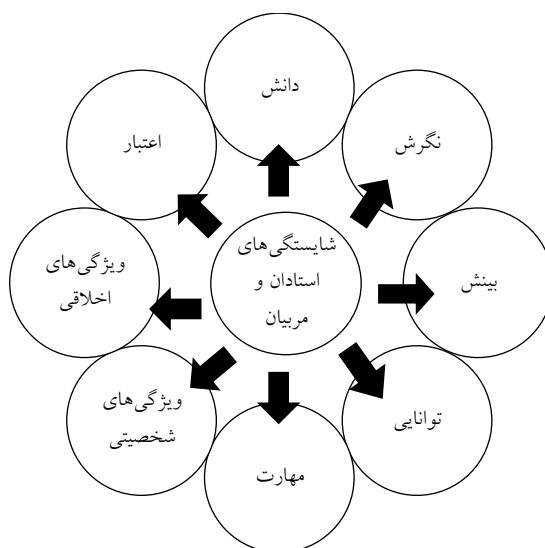 دانش
نگرش
اعتبار
شایستگی‌های
استادان و
مربیان
ویژگی‌های
اخلاقی
بینش
ویژگی‌های
شخصیتی
توانایی
مهارت